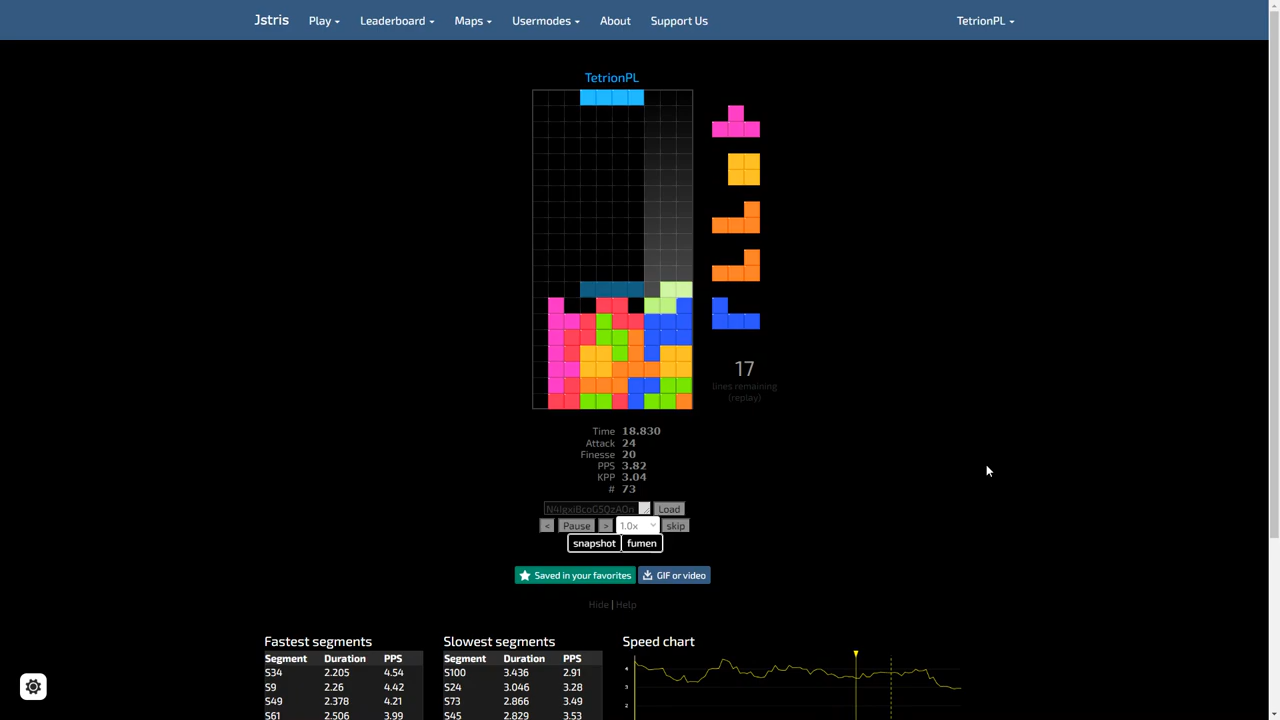 Jstris Play Leaderboard Maps Usermodes About Support Us TetrionPL
TetrionPL
17
lines remaining
(replay)
Time 18.830
Attack 24
Finesse 20
PPS 3.82
KPP 3.04
# 73
Load
< Pause > 1.0x skip
snapshot fumen
Saved in your favorites GIF or video
Hide | Help
Fastest segments Slowest segments Speed chart
Segment Duration PPS Segment Duration PPS
S34 2.205 4.54 S100 3.436 2.91 4
S9 2.26 4.42 S24 3.046 3.28 3
S49 2.378 4.21 S73 2.866 3.49 2
S61 2.506 3.99 S45 2.829 3.53